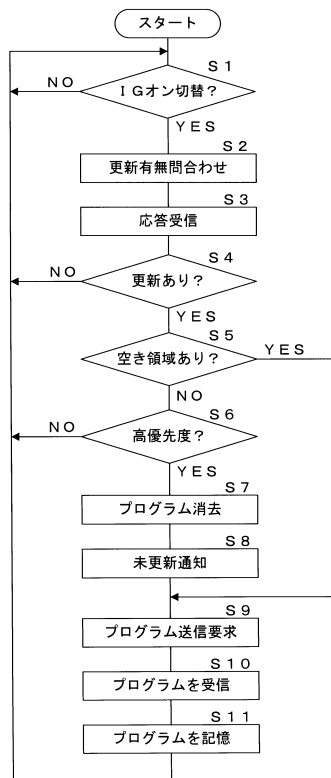 スタート
S1
NO
IGオン切替？
YES
S2
更新有無問合わせ
S3
応答受信
S4
NO
更新あり？
YES
S5
空き領域あり？
YES
NO
S6
NO
高優先度？
YES
S7
プログラム消去
S8
未更新通知
S9
プログラム送信要求
S10
プログラムを受信
S11
プログラムを記憶